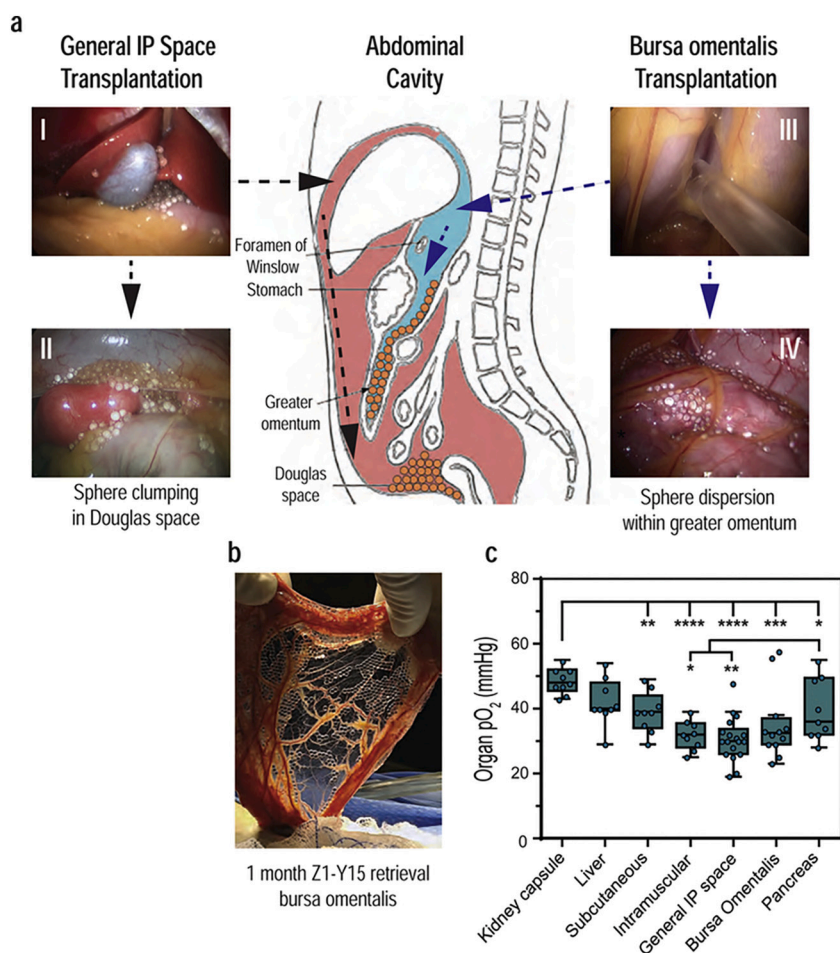 a
General IP Space
Transplantation
Abdominal
Cavity
Bursa omentalis
Transplantation
I
III
Foramen of
Winslow
Stomach
II
IV
Greater
omentum
Douglas
space
Sphere clumping
in Douglas space
Sphere dispersion
within greater omentum
b
1 month Z1-Y15 retrieval
bursa omentalis
c
Organ pO₂ (mmHg)
80
60
40
20
0
** **** **** *** *
* **
Kidney capsule
Liver
Subcutaneous
Intramuscular
General IP space
Bursa Omentalis
Pancreas